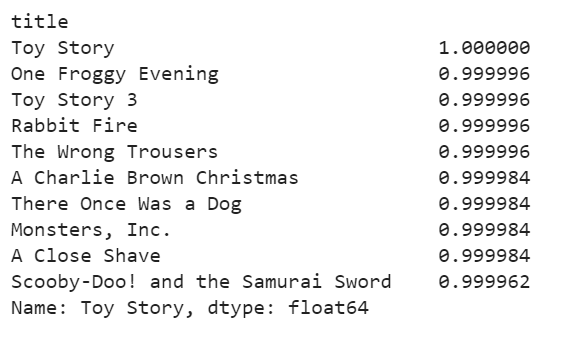 title
Toy Story 1.000000
One Froggy Evening 0.999996
Toy Story 3 0.999996
Rabbit Fire 0.999996
The Wrong Trousers 0.999996
A Charlie Brown Christmas 0.999984
There Once Was a Dog 0.999984
Monsters, Inc. 0.999984
A Close Shave 0.999984
Scooby-Doo! and the Samurai Sword 0.999962
Name: Toy Story, dtype: float64